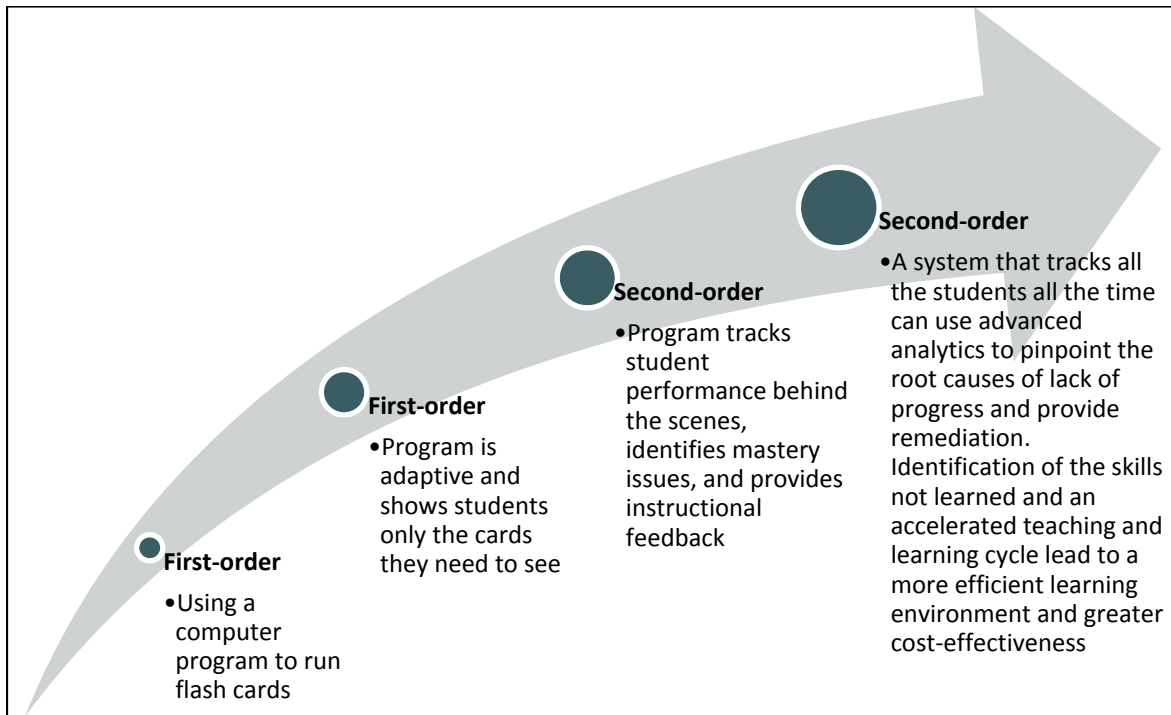 First-order
•Using a
computer
program to run
flash cards
First-order
•Program is
adaptive and
shows students
only the cards
they need to see
Second-order
•Program tracks
student
performance behind
the scenes,
identifies mastery
issues, and provides
instructional
feedback
Second-order
•A system that tracks all
the students all the time
can use advanced
analytics to pinpoint the
root causes of lack of
progress and provide
remediation.
Identification of the skills
not learned and an
accelerated teaching and
learning cycle lead to a
more efficient learning
environment and greater
cost-effectiveness